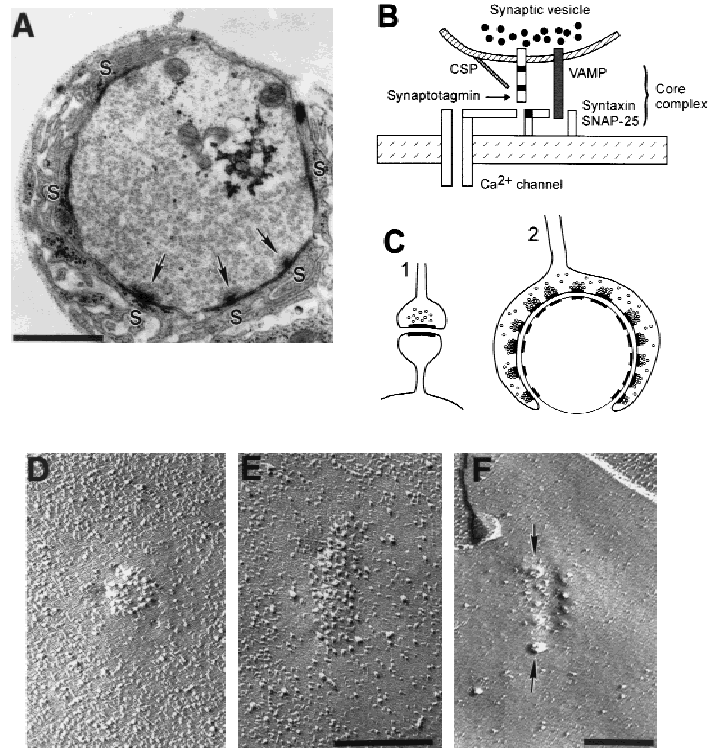 A
S
S
S
S
S
S
B
Synaptic vesicle
CSP
VAMP
Synaptotagmin
Syntaxin
SNAP-25
Core
complex
Ca2+ channel
C
1
2
D
E
F